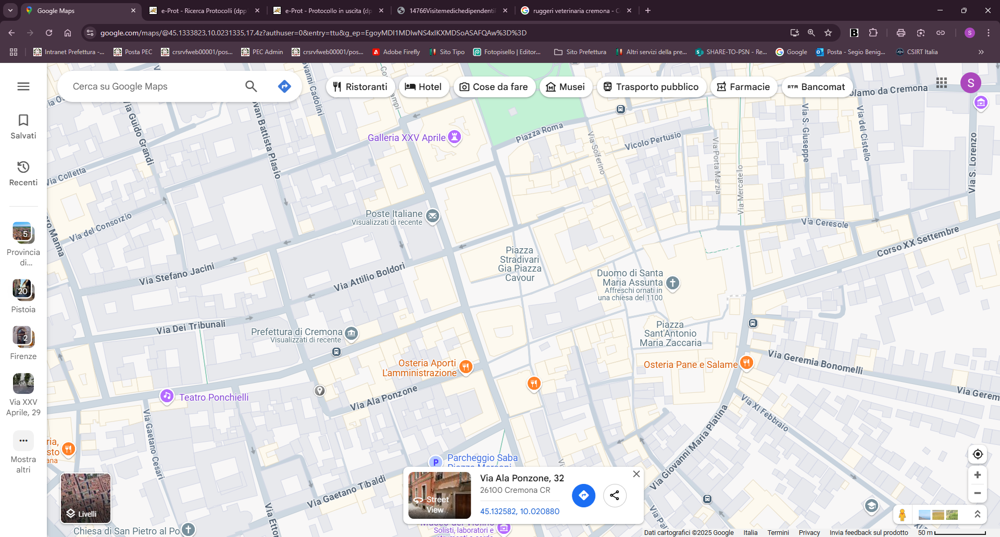 Google Maps
e-Prot - Ricerca Protocolli (dpp
e-Prot - Protocollo in uscita (dp
14766Visitemedichedipendenti
ruggeri veterinaria cremona - C
google.com/maps/@45.1333823,10.0231335,17.4z?authuser=0&entry=ttu&g_ep=EgoyMDI1MDIwNS4xIKXMDSoASAFQAw%3D%3D
S
Intranet Prefettura -...
Posta PEC
crsrvfweb00001/pos...
PEC Admin
crsrvfweb00001/pos...
Adobe Firefly
Sito Tipo
Fotopisello | Editor...
Sito Prefettura
Altri servizi della pre...
SHARE-TO-PSN - Re...
Google
Posta - Segio Benig...
CSIRT Italia
Cerca su Google Maps
Ristoranti
Hotel
Cose da fare
Musei
Trasporto pubblico
Farmacie
ATM Bancomat
S
Salvati
Recenti
5
Provincia
di...
20
Pistoia
2
Firenze
Via XXV
Aprile, 29
Mostra
altri
olamo da Cremona
Via Guido Grandi
van Battista Plasio
ovanni Cadolini
Galleria XXV Aprile
Piazza Roma
Via Solferino
Vicolo Pertusio
Via Porta Marzia
Via Mercatello
Via S. Giuseppe
Via del Cistello
Via S. Lorenzo
Via Colletta
Via del Consorzio
ro Manna
Poste Italiane
Visualizzati di recente
Via Ceresole
Corso XX Settembre
Via Stefano Jacini
Via Attilio Boldori
Piazza
Stradivari
Gia Piazza
Cavour
Duomo di Santa
Maria Assunta
Affreschi ornati in
una chiesa del 1100
Via Dei Tribunali
Prefettura di Cremona
Visualizzati di recente
Piazza
Sant'Antonio
Maria Zaccaria
Osteria Aporti
L'amministrazione
Osteria Pane e Salame
Via Geremia Bonomelli
Via Gerem
Teatro Ponchielli
Via Ala Ponzone
Via XI Febbraio
Via Giovanni Maria Platina
Via Gaetano Cesari
ria,
sto
ana
P
Parcheggio Saba
Via Gaetano Tibaldi
Via Ettor
Livelli
Chiesa di San Pietro al Po
Street
View
Via Ala Ponzone, 32
26100 Cremona CR
45.132582, 10.020880
Solisti, laboratori e
Dati cartografici ©2025 Google
Italia
Termini
Privacy
Invia feedback sul prodotto
50 m